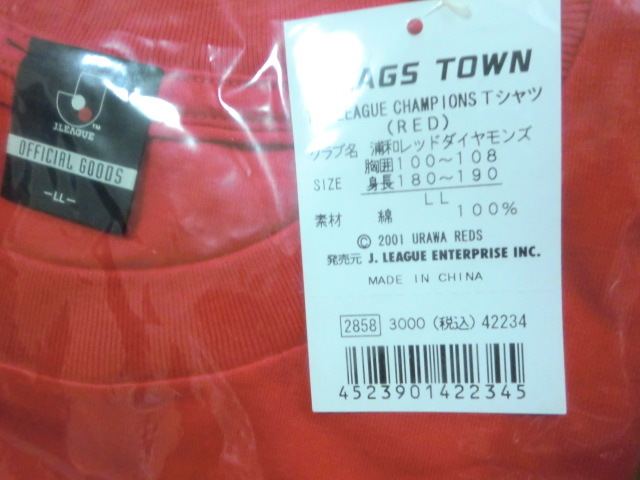 J.LEAGUE
OFFICIAL GOODS
-LL-
AGS TOWN
LEAGUE CHAMPIONS Tシャツ
(RED)
クラブ名 浦和レッドダイヤモンズ
胸囲100〜108
SIZE 身長180〜190
LL
素材 綿 100%
© 2001 URAWA REDS
発売元 J. LEAGUE ENTERPRISE INC.
MADE IN CHINA
2858 3000 (税込) 42234
4523901422345